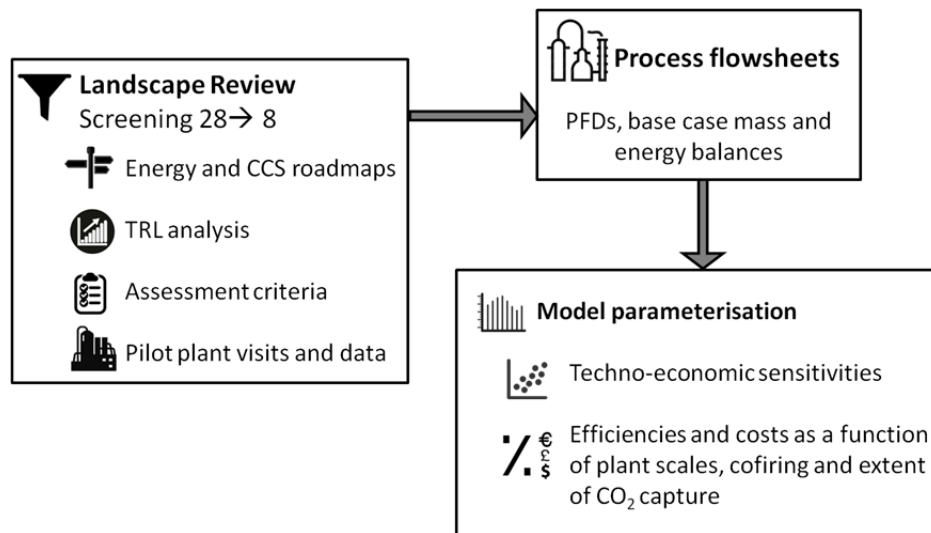 Landscape Review
Screening 28→ 8
Energy and CCS roadmaps
TRL analysis
Assessment criteria
Pilot plant visits and data
Process flowsheets
PFDs, base case mass and
energy balances
Model parameterisation
Techno-economic sensitivities
€
£
$
Efficiencies and costs as a function
of plant scales, cofiring and extent
of CO₂ capture